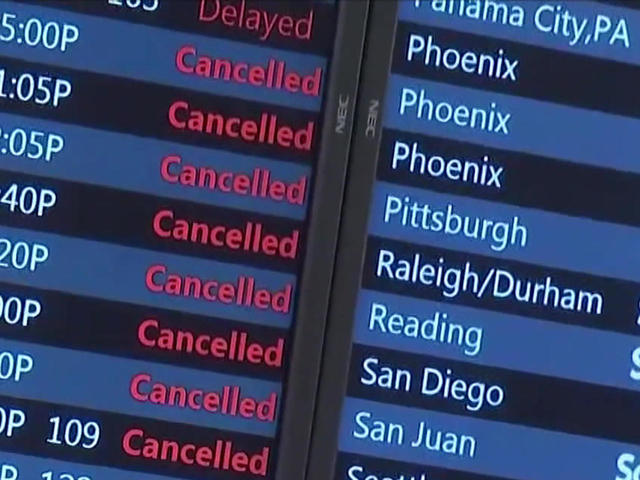 Delayed
5:00P Cancelled
1:05P Cancelled
:05P Cancelled
:40P Cancelled
20P Cancelled
00P Cancelled
0P Cancelled
0P 109 Cancelled
NEC
NEC
Panama City,PA
Phoenix
Phoenix
Phoenix
Pittsburgh
Raleigh/Durham
Reading
San Diego
San Juan